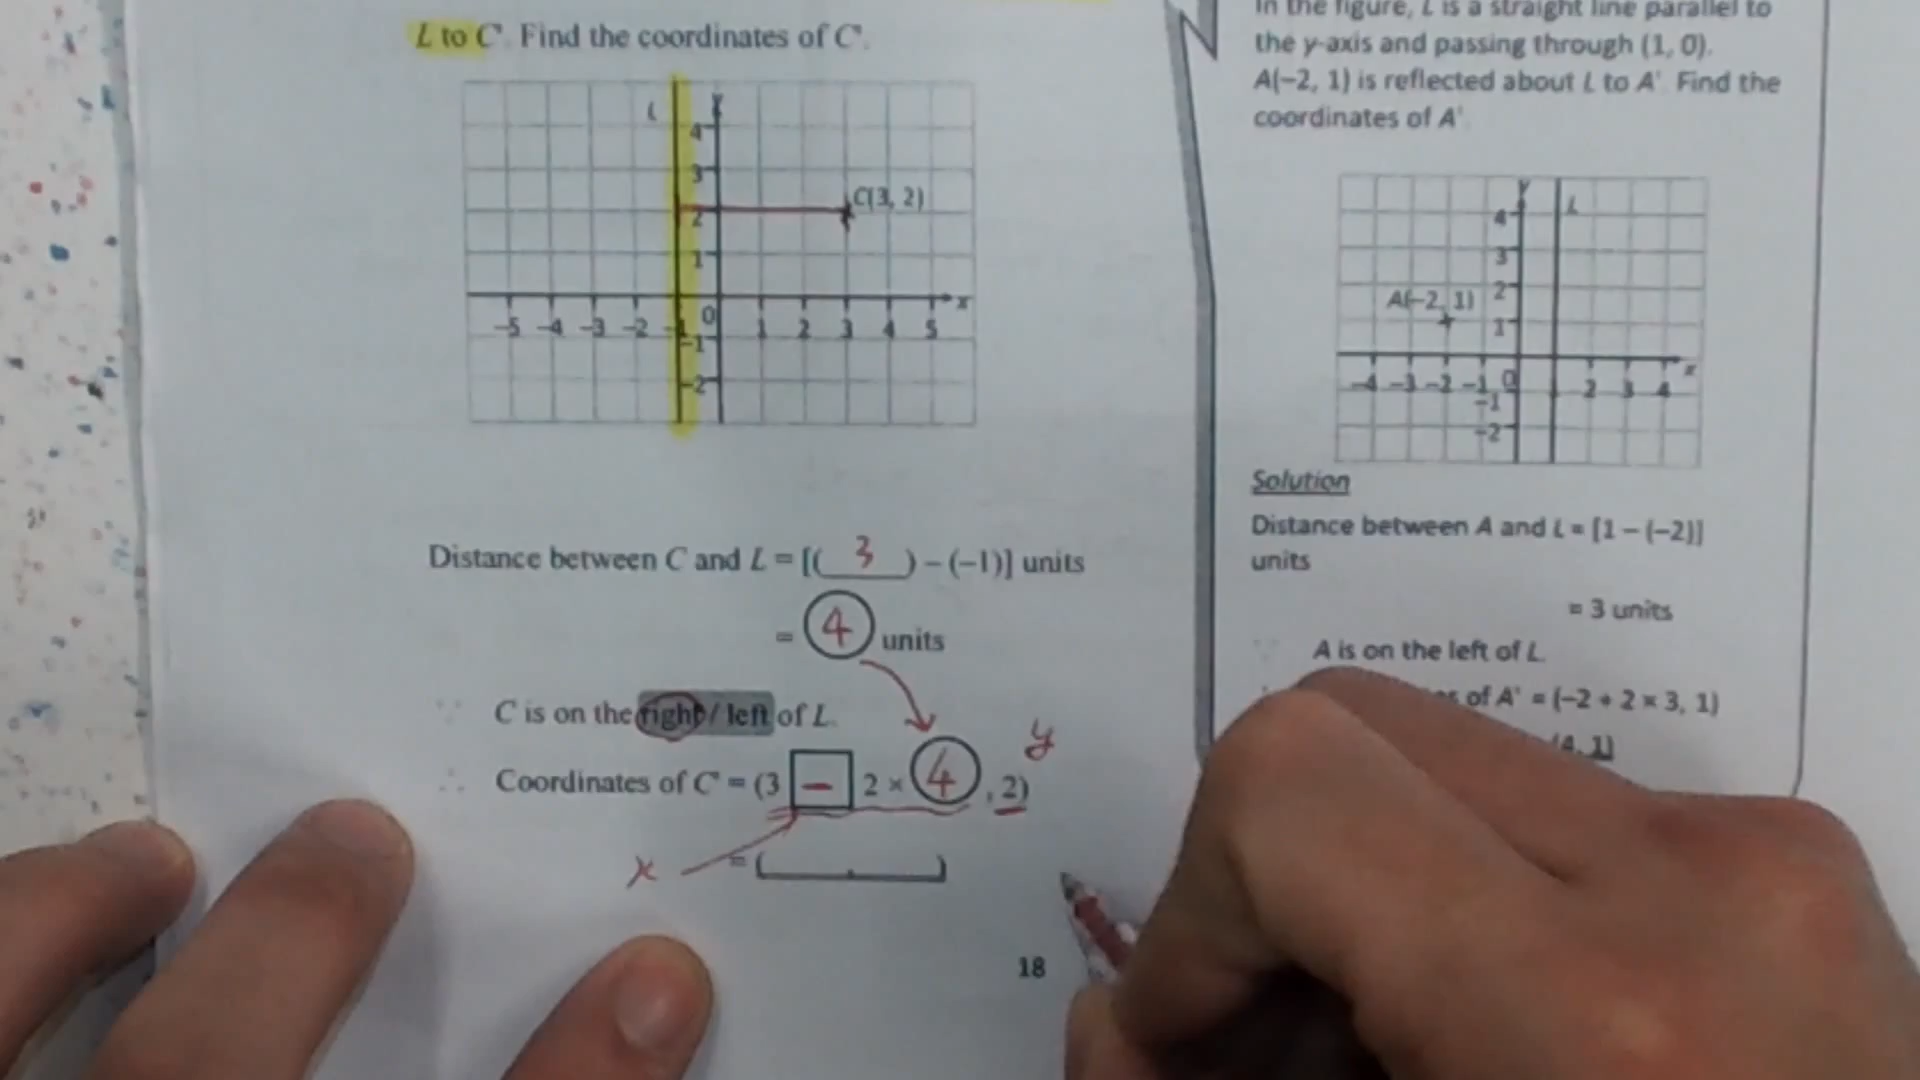 L to C'. Find the coordinates of C'.
L
y
4
3
C(3, 2)
2
1
x
0
-5 -4 -3 -2 -1 1 2 3 4 5
-1
-2
Distance between C and L = [( 3 ) – (–1)] units
= 4 units
∵ C is on the right / left of L.
∴ Coordinates of C' = (3 – 2 × 4 , 2)
y
x
= ( , )
18
In the figure, L is a straight line parallel to
the y-axis and passing through (1, 0).
A(–2, 1) is reflected about L to A'. Find the
coordinates of A'.
y
L
4
3
A(–2, 1)
2
1
x
-4 -3 -2 -1 0 2 3 4
-1
-2
Solution
Distance between A and L = [1 – (–2)]
units
= 3 units
∵ A is on the left of L.
of A' = (–2 + 2 × 3, 1)
(4, 1)